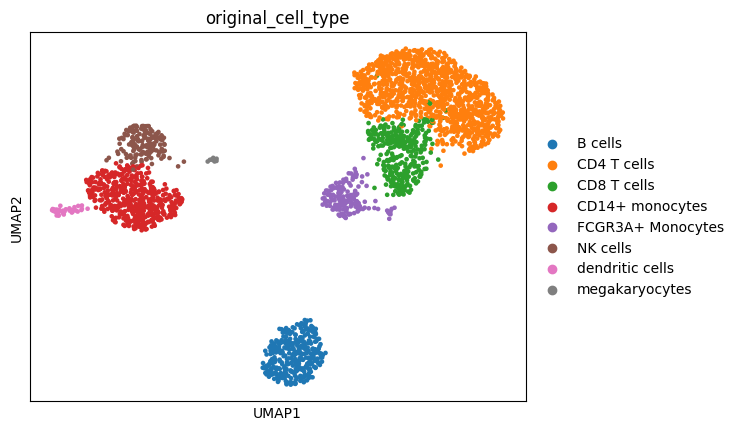 original_cell_type
UMAP2
UMAP1
B cells
CD4 T cells
CD8 T cells
CD14+ monocytes
FCGR3A+ Monocytes
NK cells
dendritic cells
megakaryocytes